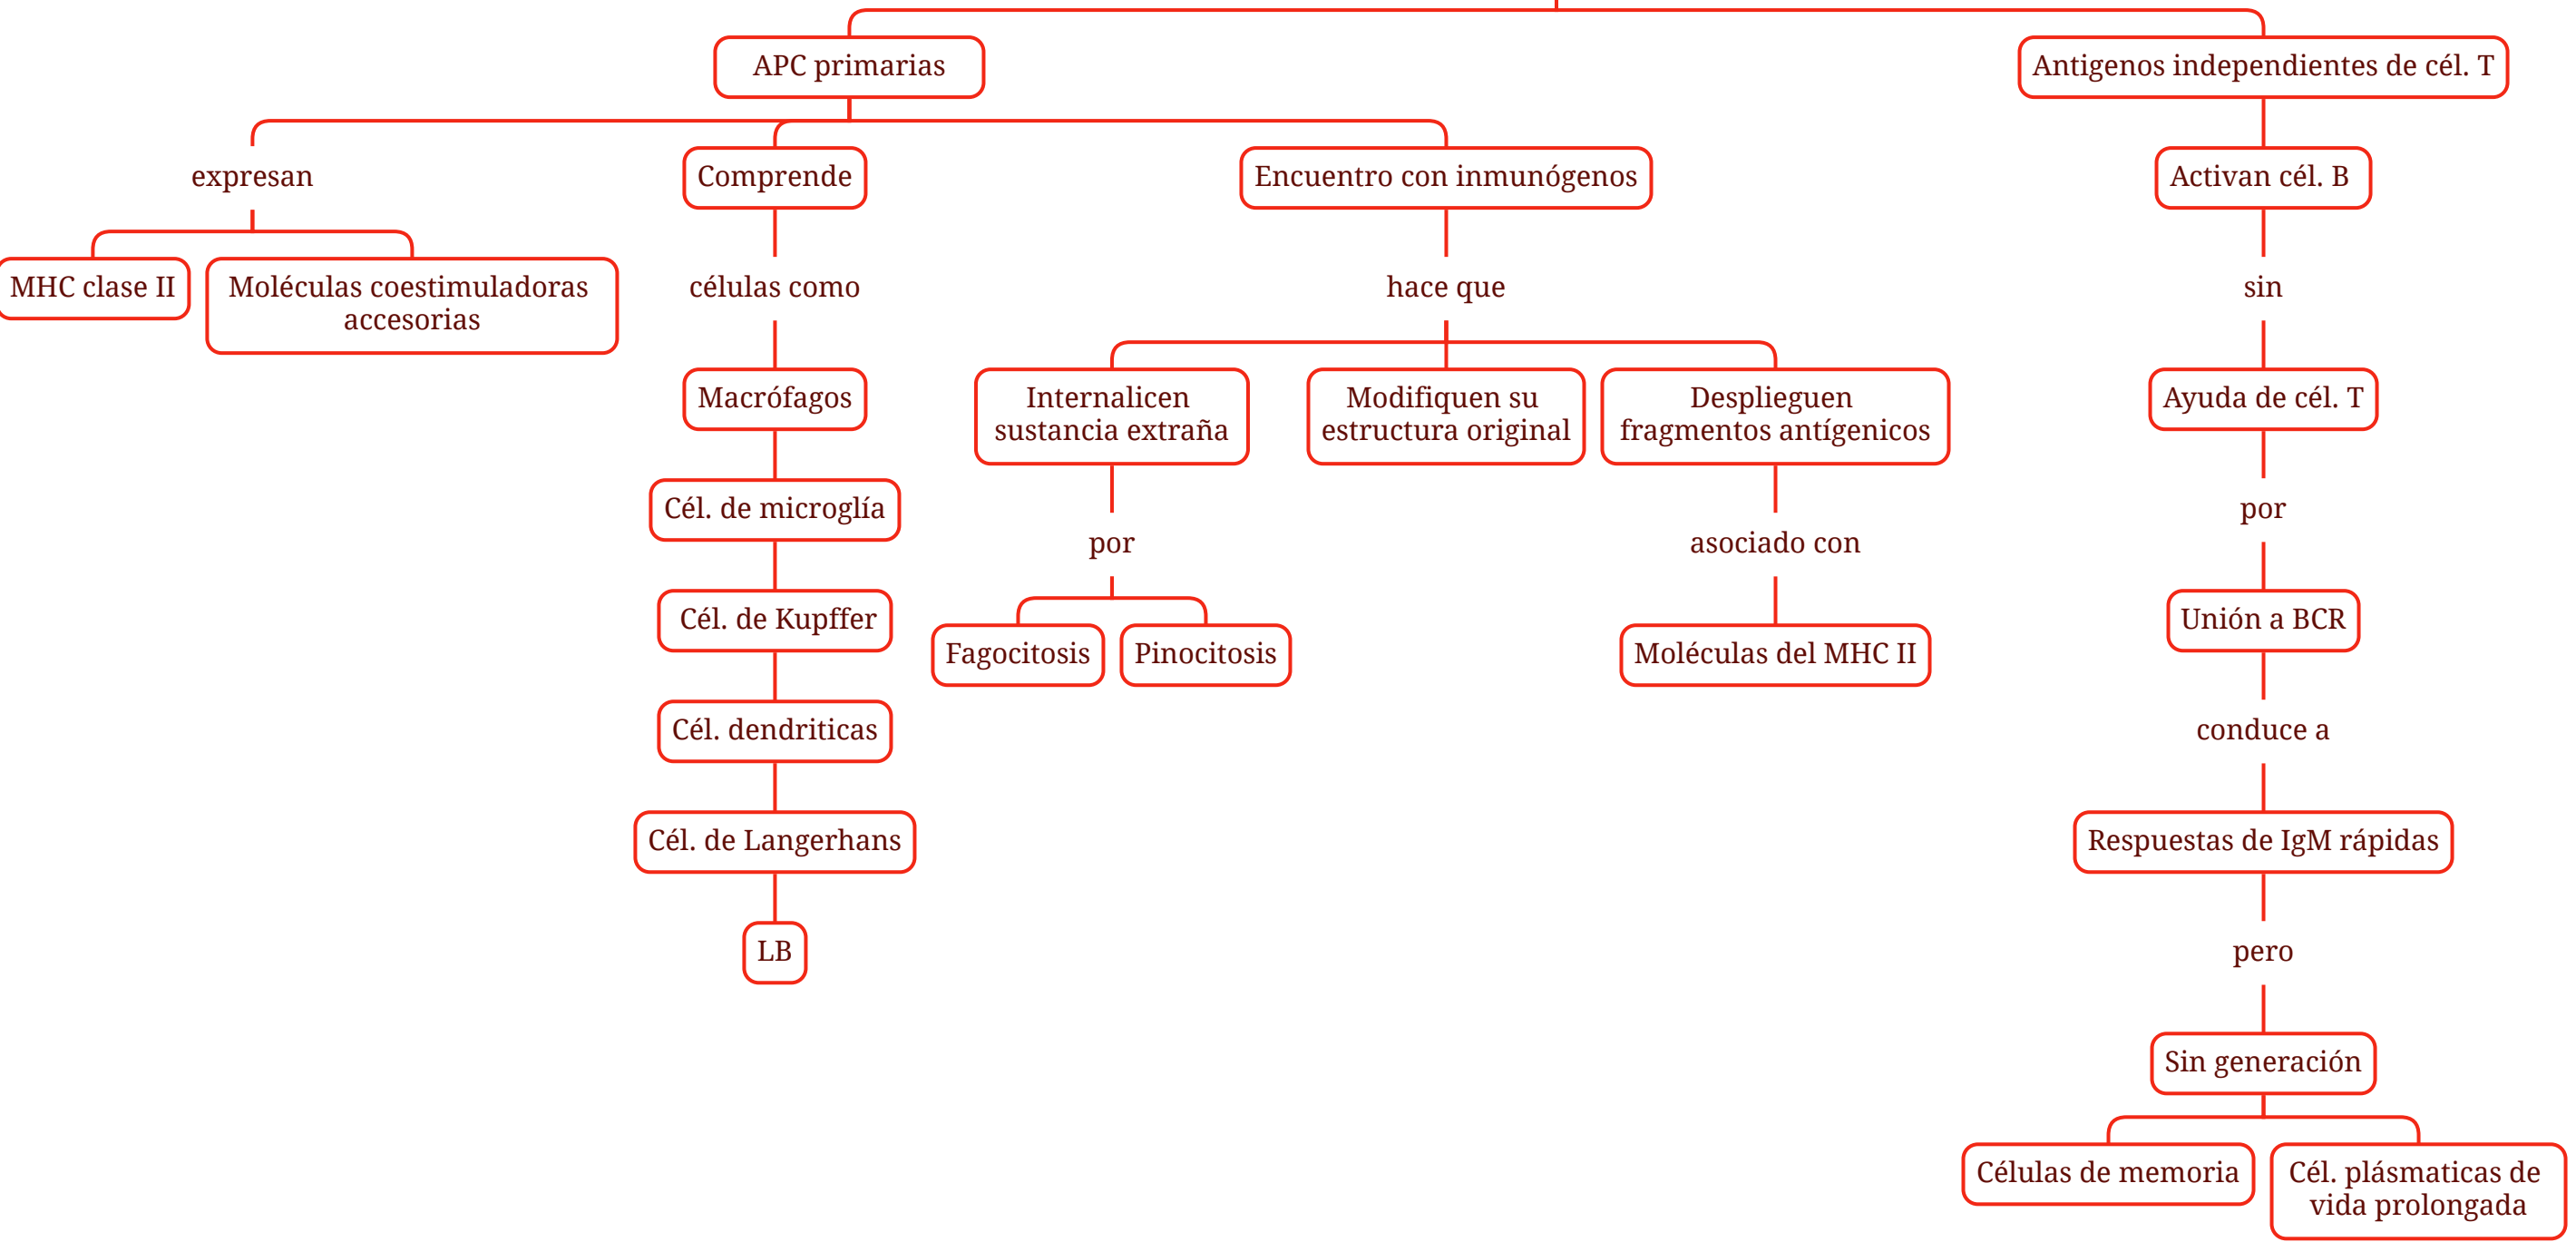 APC primarias
Antigenos independientes de cél. T
expresan
Comprende
Encuentro con inmunógenos
Activan cél. B
MHC clase II
Moléculas coestimuladoras
accesorias
células como
hace que
sin
Macrófagos
Internalicen
sustancia extraña
Modifiquen su
estructura original
Desplieguen
fragmentos antígenicos
Ayuda de cél. T
Cél. de microglía
por
asociado con
por
Cél. de Kupffer
Fagocitosis
Pinocitosis
Moléculas del MHC II
Unión a BCR
Cél. dendriticas
conduce a
Cél. de Langerhans
Respuestas de IgM rápidas
LB
pero
Sin generación
Células de memoria
Cél. plásmaticas de
vida prolongada